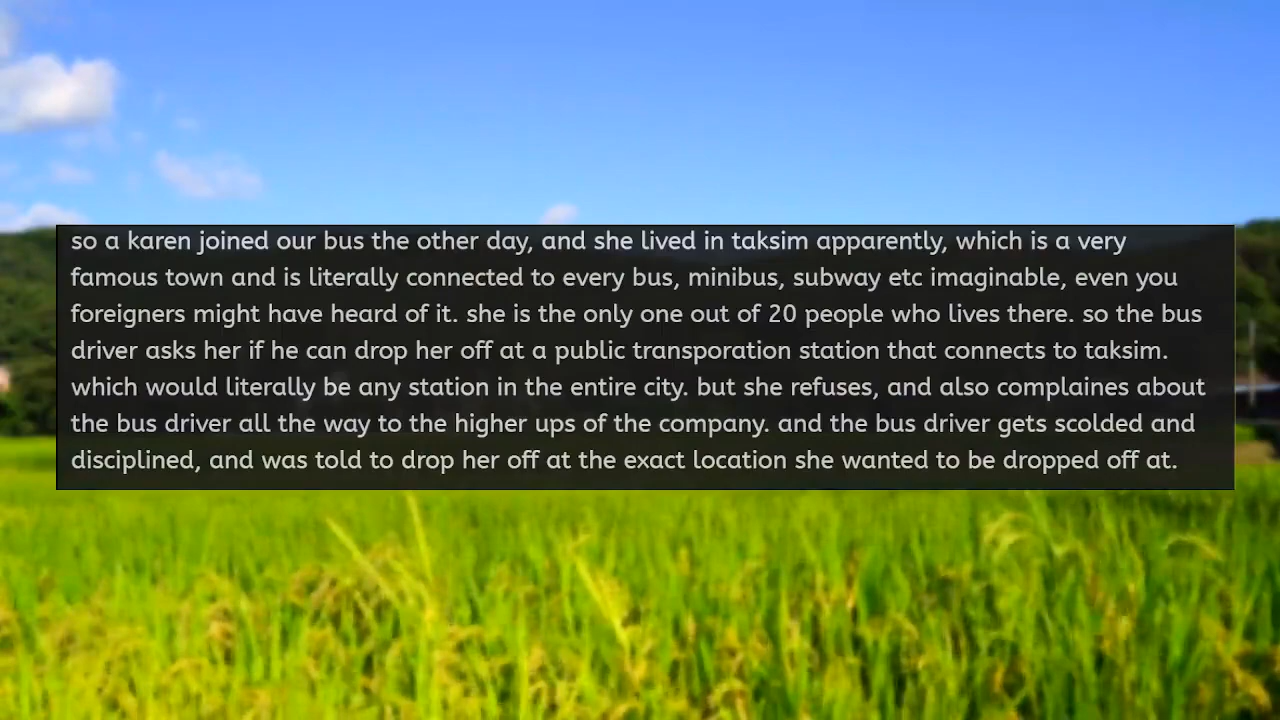 so a karen joined our bus the other day, and she lived in taksim apparently, which is a very
famous town and is literally connected to every bus, minibus, subway etc imaginable, even you
foreigners might have heard of it. she is the only one out of 20 people who lives there. so the bus
driver asks her if he can drop her off at a public transporation station that connects to taksim.
which would literally be any station in the entire city. but she refuses, and also complaines about
the bus driver all the way to the higher ups of the company. and the bus driver gets scolded and
disciplined, and was told to drop her off at the exact location she wanted to be dropped off at.